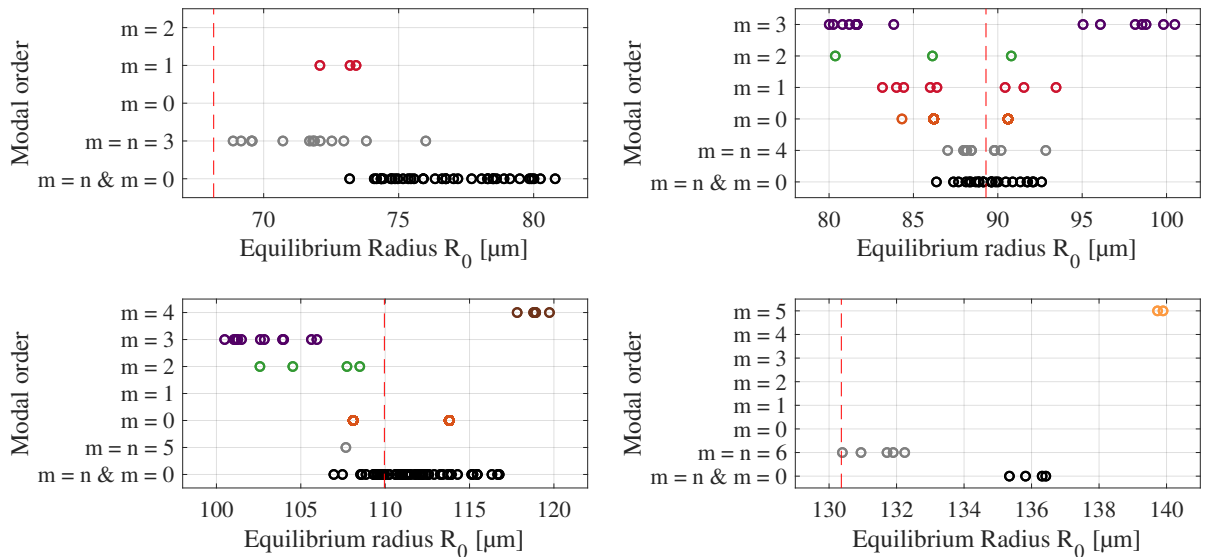 Modal order
m = 2
m = 1
m = 0
m = n = 3
m = n & m = 0
70
75
80
Equilibrium Radius R0 [µm]
Modal order
m = 3
m = 2
m = 1
m = 0
m = n = 4
m = n & m = 0
80
85
90
95
100
Equilibrium radius R0 [µm]
Modal order
m = 4
m = 3
m = 2
m = 1
m = 0
m = n = 5
m = n & m = 0
100
105
110
115
120
Equilibrium radius R0 [µm]
Modal order
m = 5
m = 4
m = 3
m = 2
m = 1
m = 0
m = n = 6
m = n & m = 0
130
132
134
136
138
140
Equilibrium radius R0 [µm]